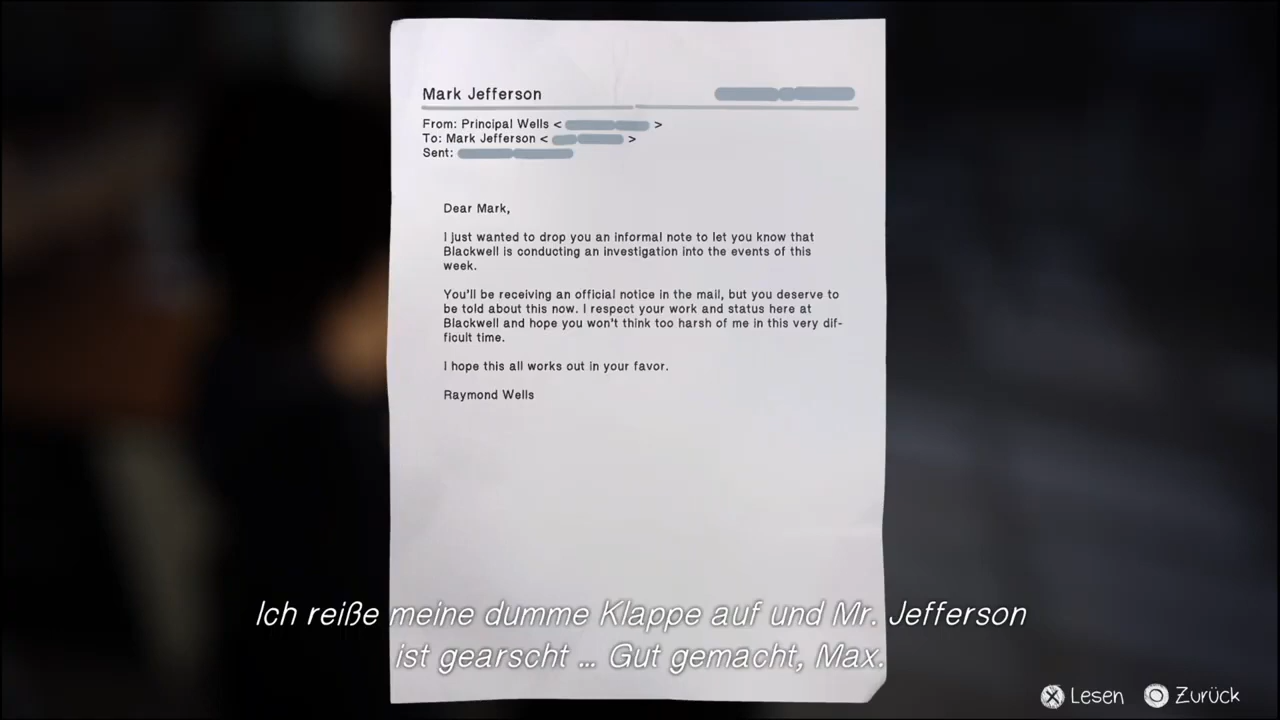 Mark Jefferson
From: Principal Wells < >
To: Mark Jefferson < >
Sent:
Dear Mark,
I just wanted to drop you an informal note to let you know that
Blackwell is conducting an investigation into the events of this
week.
You'll be receiving an official notice in the mail, but you deserve to
be told about this now. I respect your work and status here at
Blackwell and hope you won't think too harsh of me in this very dif-
ficult time.
I hope this all works out in your favor.
Raymond Wells
Ich reiße meine dumme Klappe auf und Mr. Jefferson
ist gearscht ... Gut gemacht, Max.
Lesen Zurück